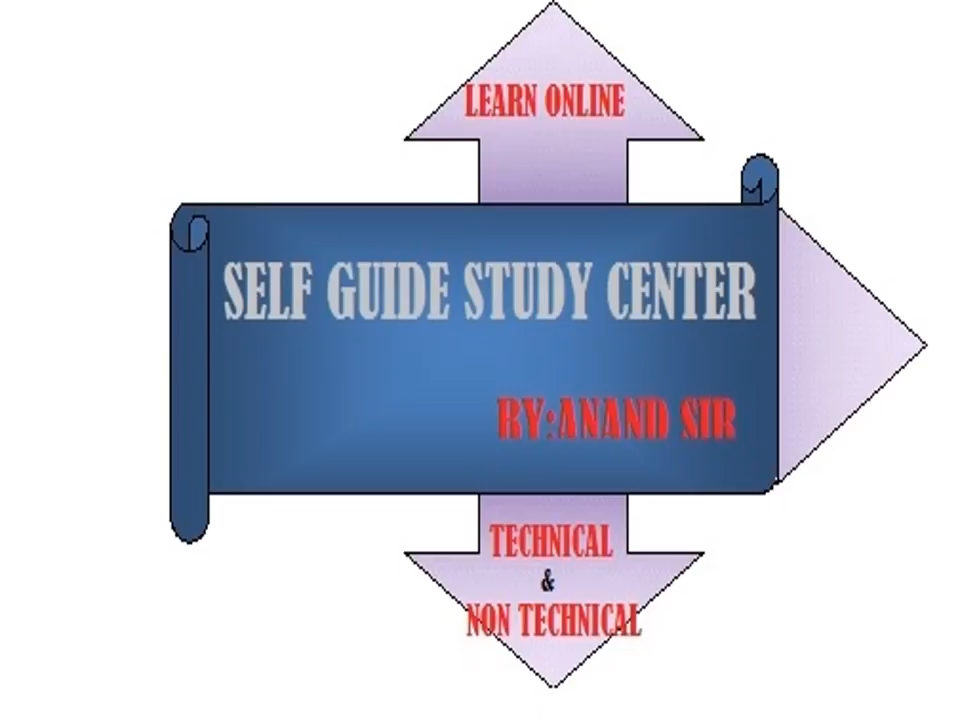 LEARN ONLINE
SELF GUIDE STUDY CENTER
BY:ANAND SIR
TECHNICAL
&
NON TECHNICAL